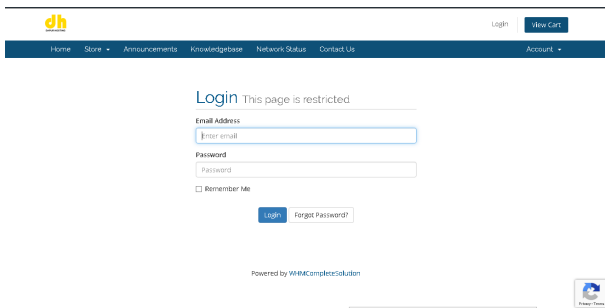 dh
Login
View Cart
Home Store Announcements Knowledgebase Network Status Contact Us Account
Login This page is restricted
Email Address
Enter email
Password
Password
Remember Me
Login Forgot Password?
Powered by WHMCompleteSolution
Privacy - Terms